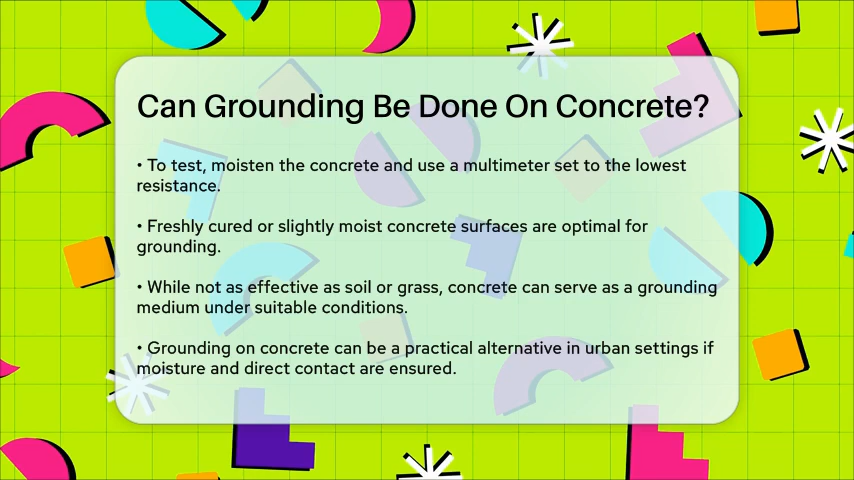 Can Grounding Be Done On Concrete?
• To test, moisten the concrete and use a multimeter set to the lowest
resistance.
• Freshly cured or slightly moist concrete surfaces are optimal for
grounding.
• While not as effective as soil or grass, concrete can serve as a grounding
medium under suitable conditions.
• Grounding on concrete can be a practical alternative in urban settings if
moisture and direct contact are ensured.